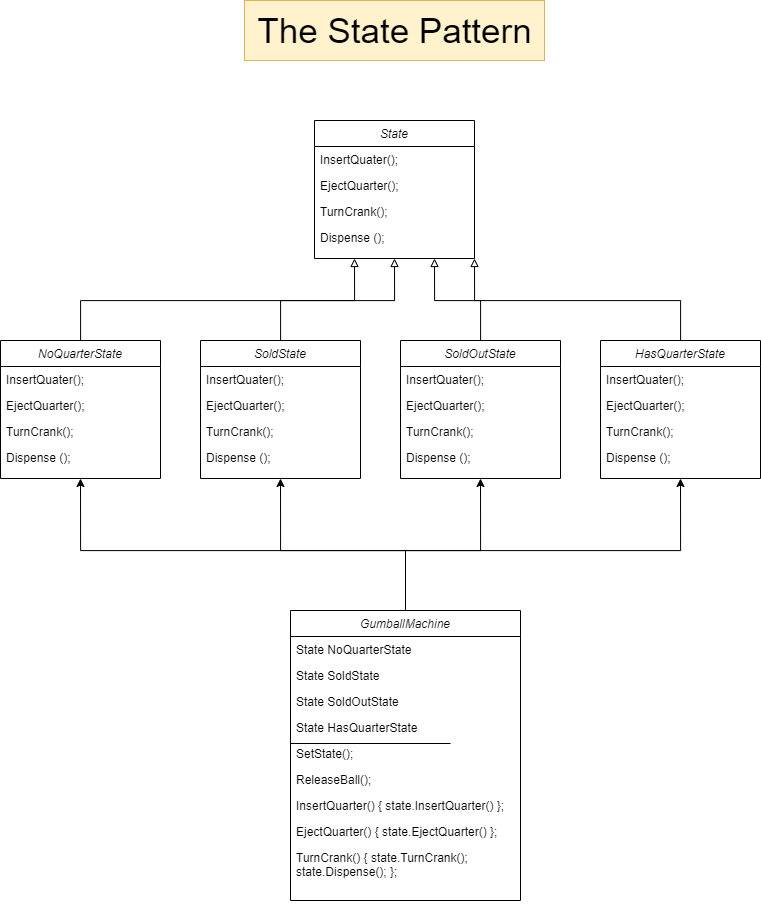 The State Pattern
State
InsertQuater();
EjectQuarter();
TurnCrank();
Dispense ();
NoQuarterState
InsertQuater();
EjectQuarter();
TurnCrank();
Dispense ();
SoldState
InsertQuater();
EjectQuarter();
TurnCrank();
Dispense ();
SoldOutState
InsertQuater();
EjectQuarter();
TurnCrank();
Dispense ();
HasQuarterState
InsertQuater();
EjectQuarter();
TurnCrank();
Dispense ();
GumballMachine
State NoQuarterState
State SoldState
State SoldOutState
State HasQuarterState
SetState();
ReleaseBall();
InsertQuarter() { state.InsertQuarter() };
EjectQuarter() { state.EjectQuarter() };
TurnCrank() { state.TurnCrank();
state.Dispense(); };